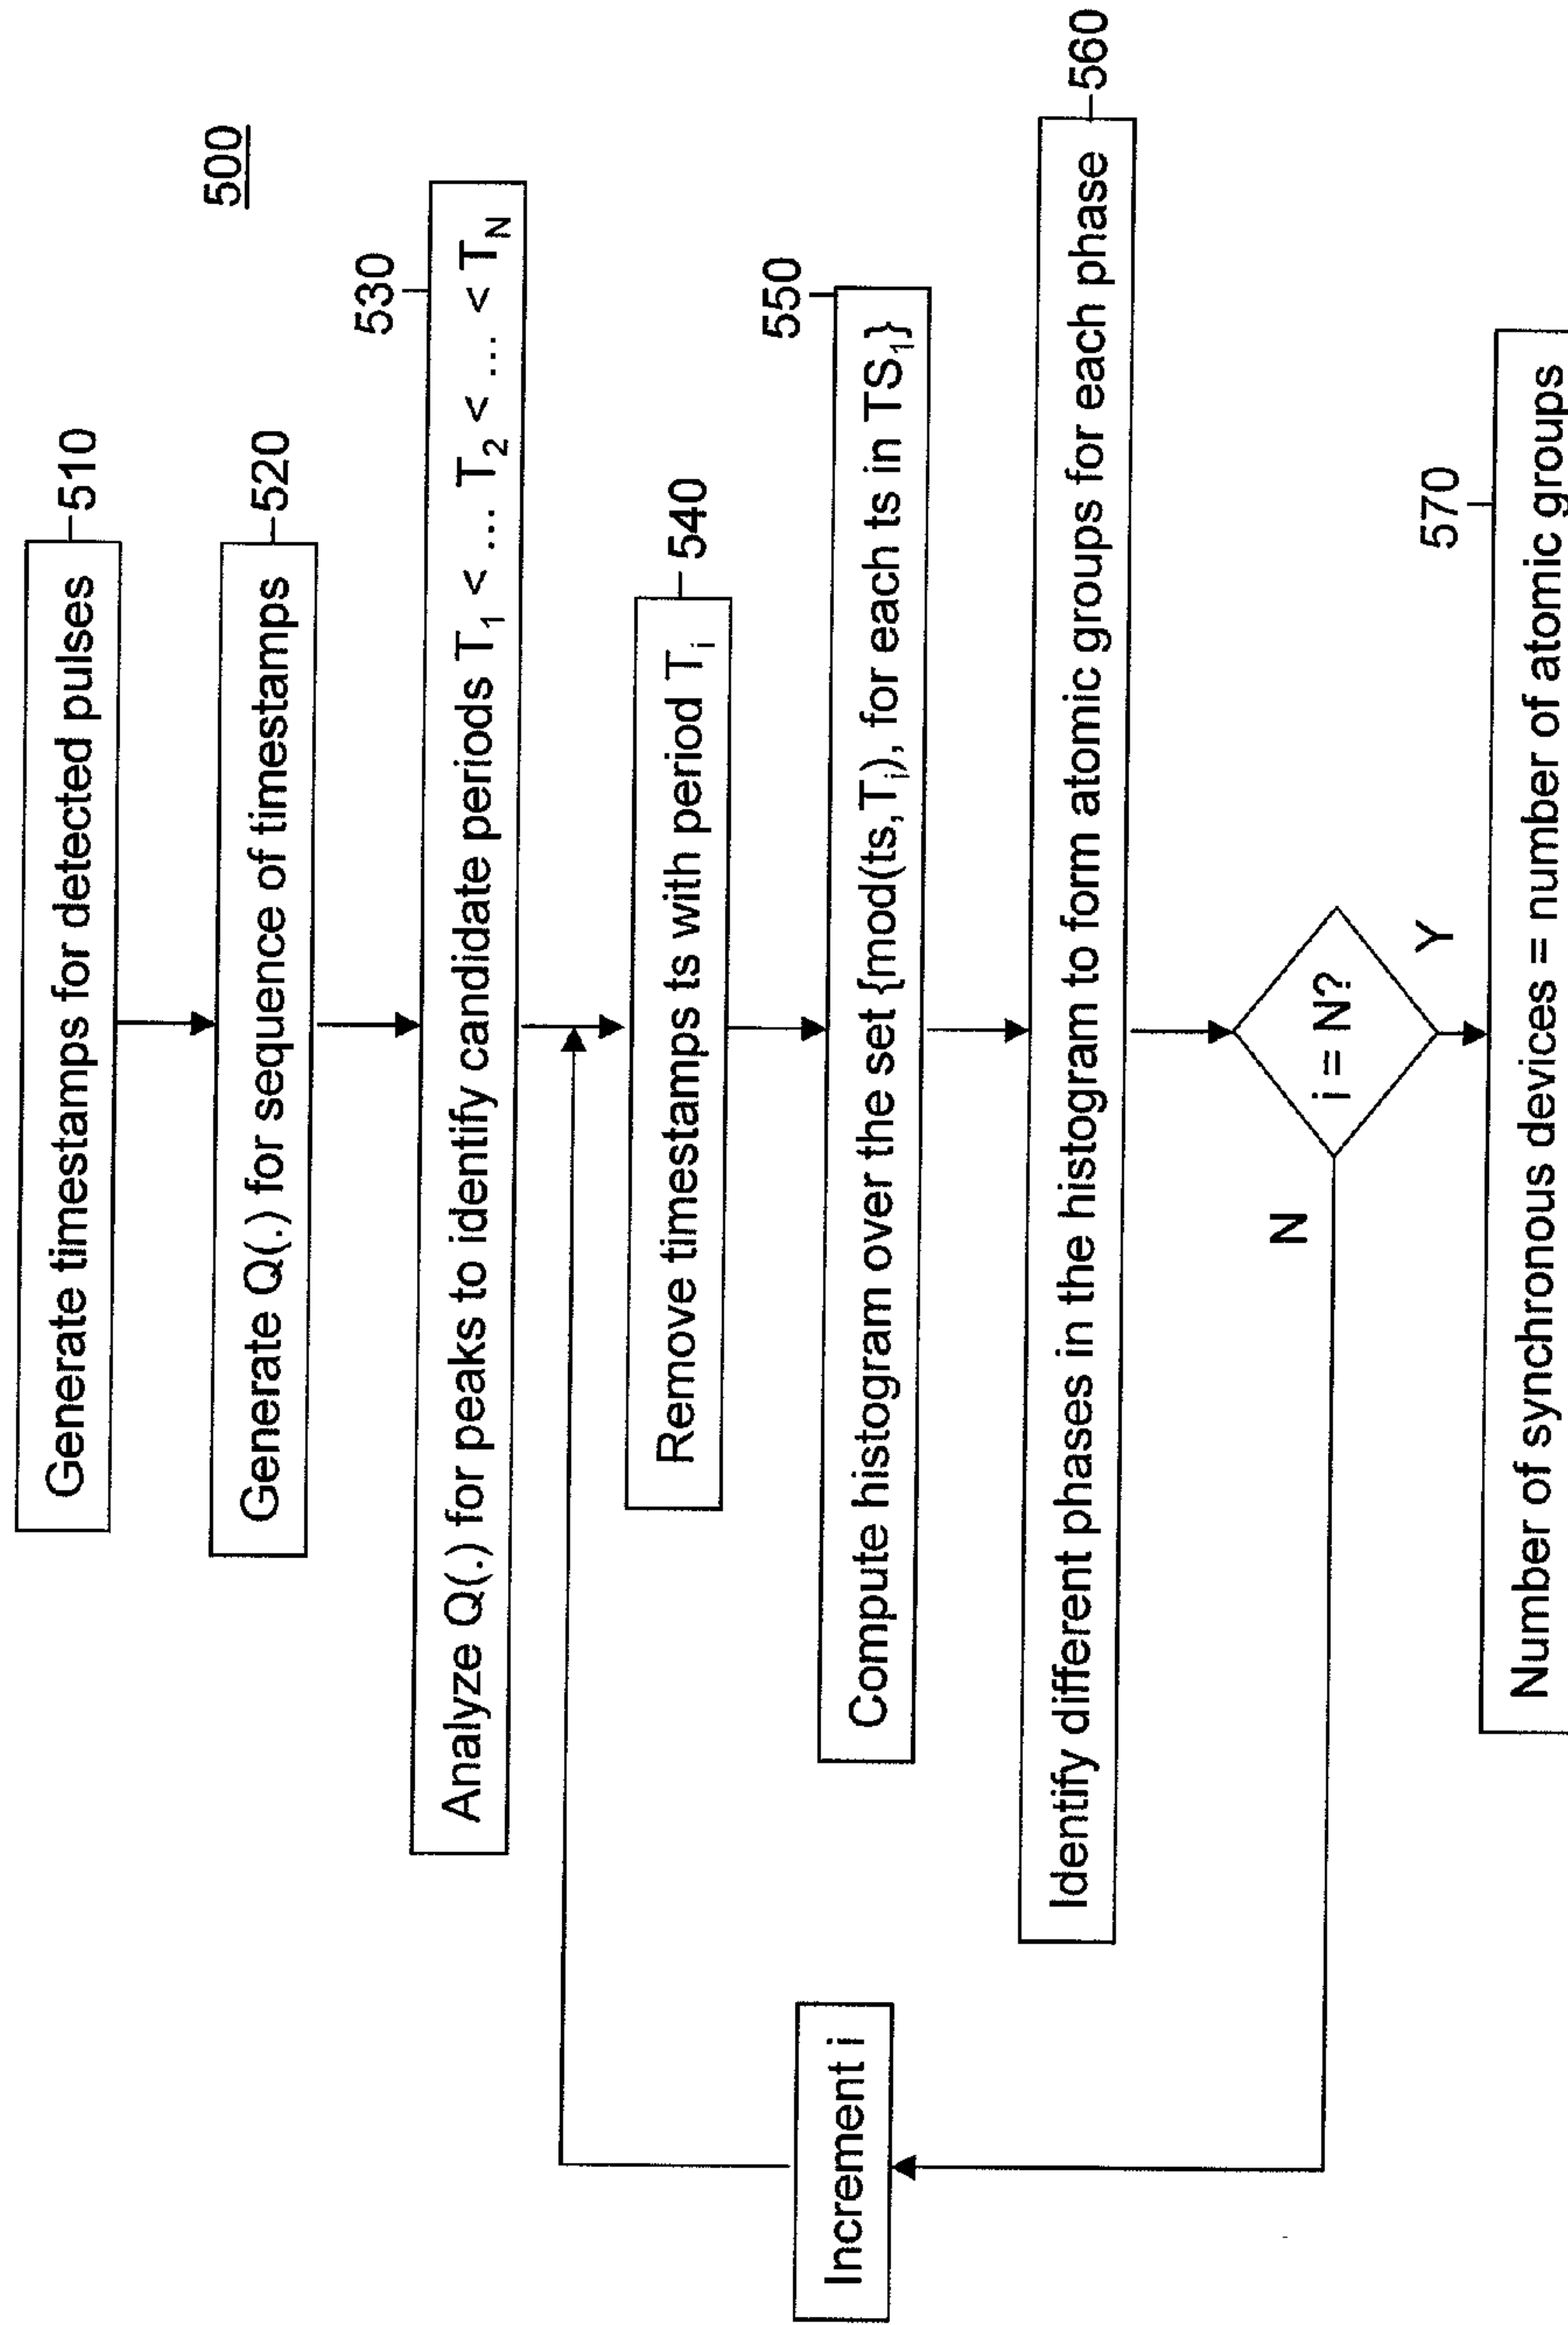 500
Generate timestamps for detected pulses
510
Generate Q(.) for sequence of timestamps
520
530
Analyze Q(.) for peaks to identify candidate periods T₁ < ... T₂ < ... < T_N
Remove timestamps ts with period Tᵢ
540
550
Compute histogram over the set {mod(ts,Tᵢ), for each ts in TS₁}
Identify different phases in the histogram to form atomic groups for each phase
560
Increment i
i = N?
N
Y
570
Number of synchronous devices = number of atomic groups